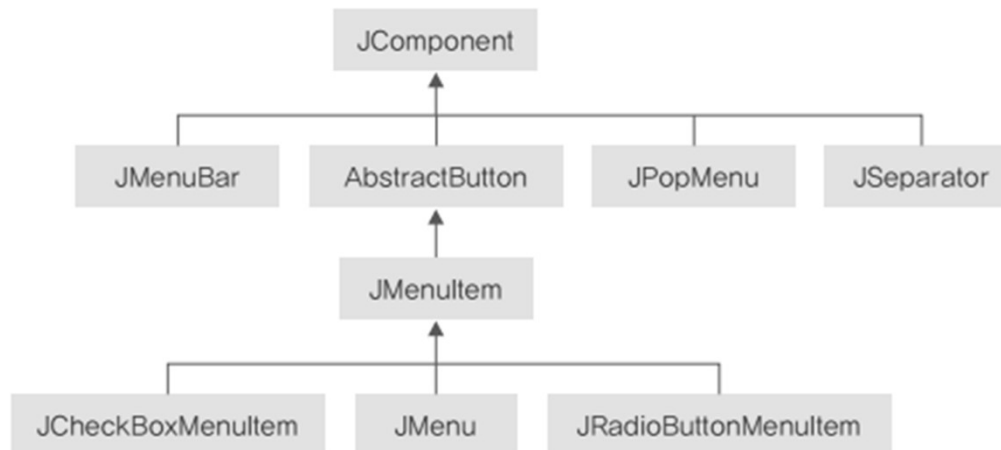 JComponent
JMenuBar AbstractButton JPopMenu JSeparator
JMenuItem
JCheckBoxMenuItem JMenu JRadioButtonMenuItem